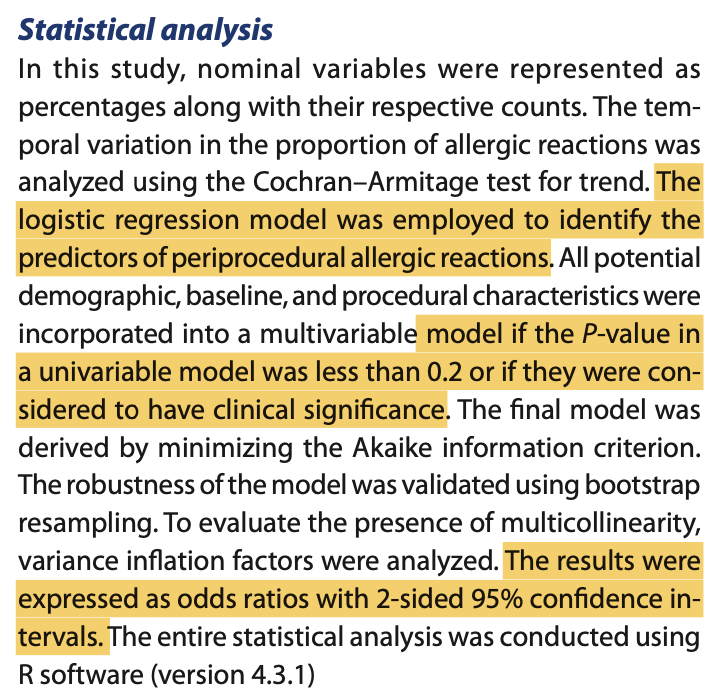 Statistical analysis
In this study, nominal variables were represented as
percentages along with their respective counts. The tem-
poral variation in the proportion of allergic reactions was
analyzed using the Cochran–Armitage test for trend. The
logistic regression model was employed to identify the
predictors of periprocedural allergic reactions. All potential
demographic, baseline, and procedural characteristics were
incorporated into a multivariable model if the P-value in
a univariable model was less than 0.2 or if they were con-
sidered to have clinical significance. The final model was
derived by minimizing the Akaike information criterion.
The robustness of the model was validated using bootstrap
resampling. To evaluate the presence of multicollinearity,
variance inflation factors were analyzed. The results were
expressed as odds ratios with 2-sided 95% confidence in-
tervals. The entire statistical analysis was conducted using
R software (version 4.3.1)